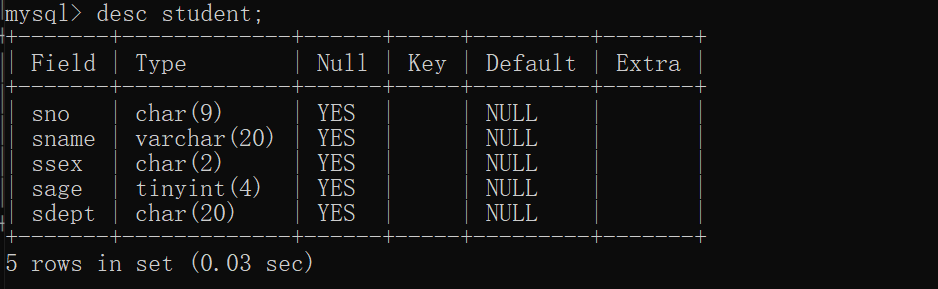 mysql> desc student;
+-------+-------------+------+-----+---------+-------+
| Field | Type        | Null | Key | Default | Extra |
+-------+-------------+------+-----+---------+-------+
| sno   | char(9)     | YES  |     | NULL    |       |
| sname | varchar(20) | YES  |     | NULL    |       |
| ssex  | char(2)     | YES  |     | NULL    |       |
| sage  | tinyint(4)  | YES  |     | NULL    |       |
| sdept | char(20)    | YES  |     | NULL    |       |
+-------+-------------+------+-----+---------+-------+
5 rows in set (0.03 sec)